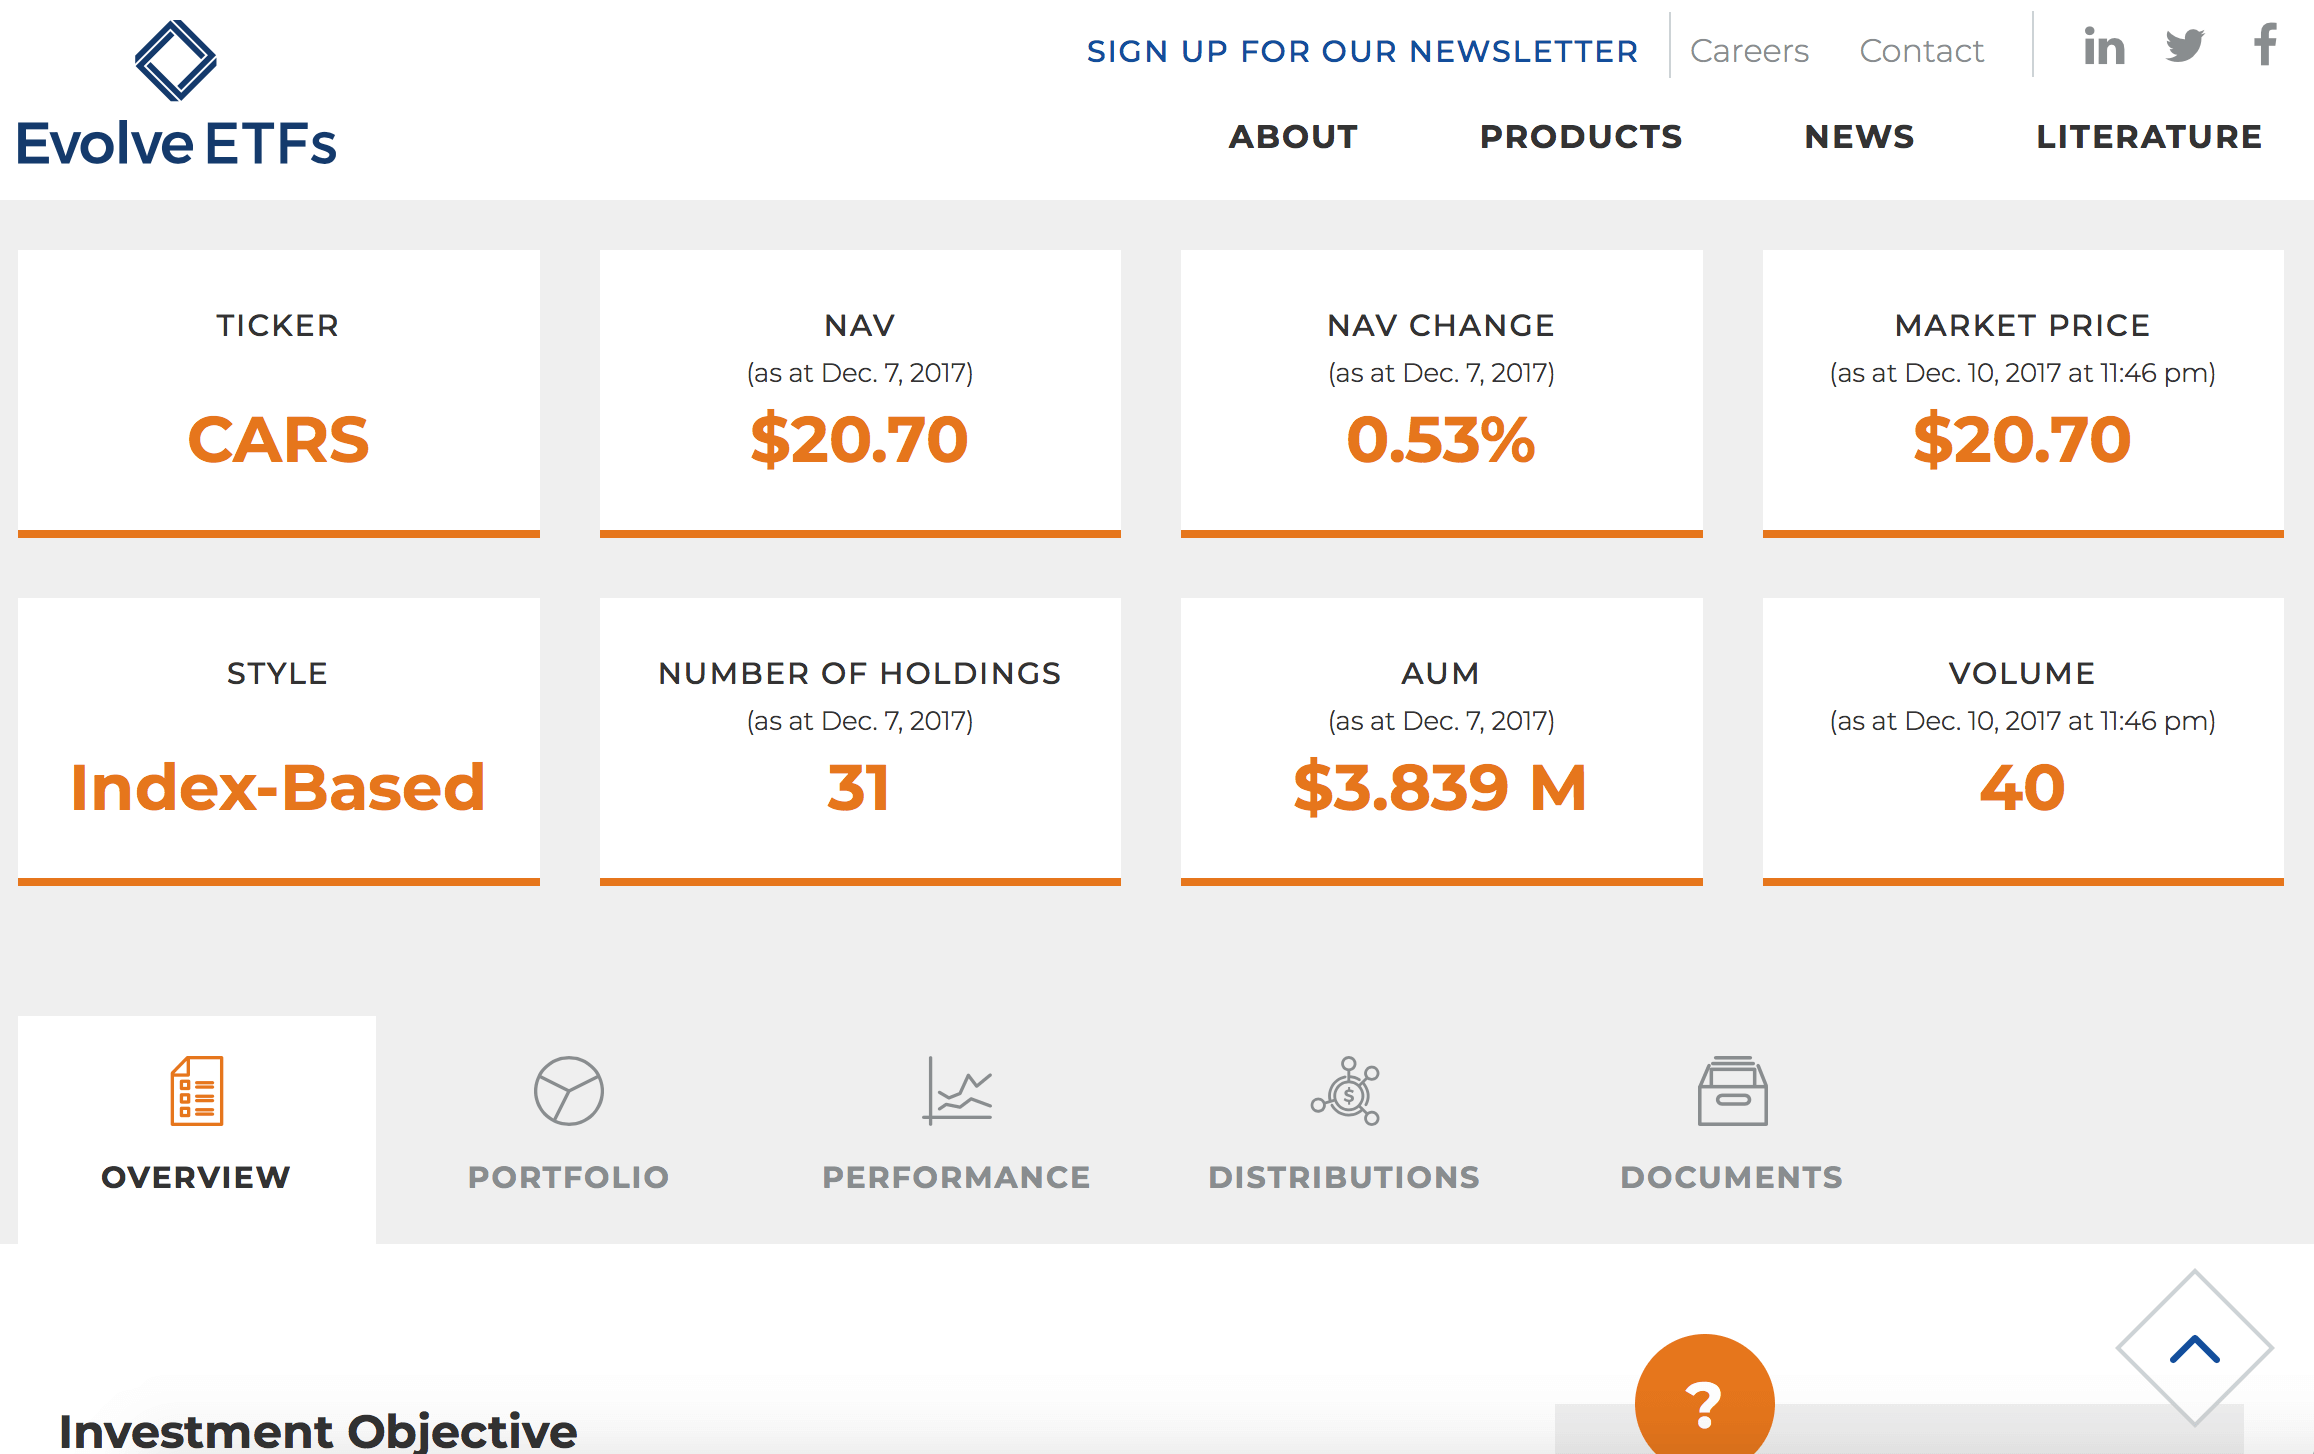 SIGN UP FOR OUR NEWSLETTER
Careers
Contact
in
f
Evolve ETFs
ABOUT
PRODUCTS
NEWS
LITERATURE
TICKER
CARS
NAV
(as at Dec. 7, 2017)
$20.70
NAV CHANGE
(as at Dec. 7, 2017)
0.53%
MARKET PRICE
(as at Dec. 10, 2017 at 11:46 pm)
$20.70
STYLE
Index-Based
NUMBER OF HOLDINGS
(as at Dec. 7, 2017)
31
AUM
(as at Dec. 7, 2017)
$3.839 M
VOLUME
(as at Dec. 10, 2017 at 11:46 pm)
40
$
OVERVIEW
PORTFOLIO
PERFORMANCE
DISTRIBUTIONS
DOCUMENTS
?
Investment Objective